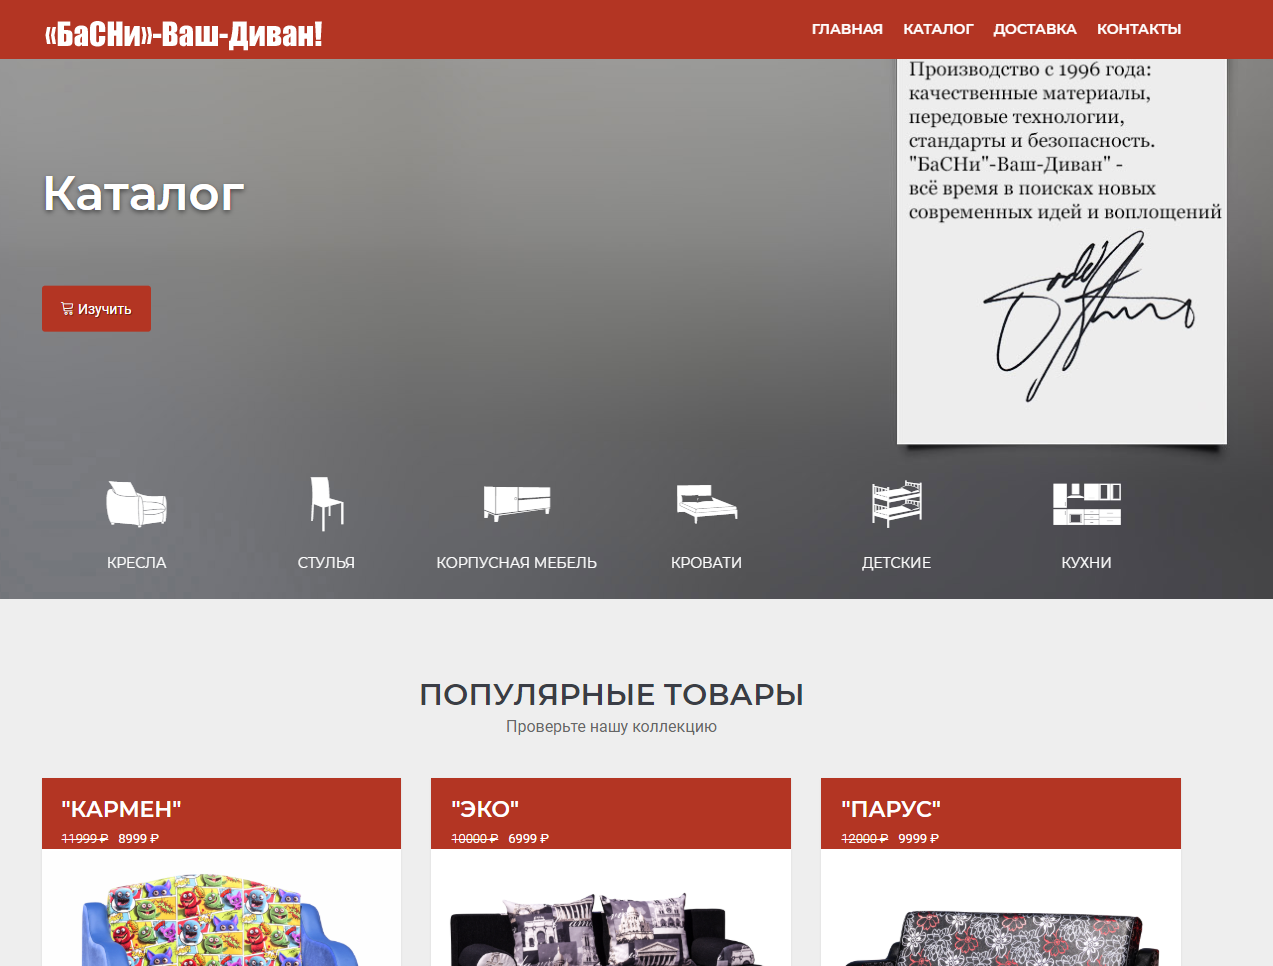 «БаСНи»-Ваш-Диван!
ГЛАВНАЯ КАТАЛОГ ДОСТАВКА КОНТАКТЫ
Производство с 1996 года:
качественные материалы,
передовые технологии,
стандарты и безопасность.
"БаСНи"-Ваш-Диван" -
всё время в поисках новых
современных идей и воплощений
Каталог
Изучить
КРЕСЛА СТУЛЬЯ КОРПУСНАЯ МЕБЕЛЬ КРОВАТИ ДЕТСКИЕ КУХНИ
ПОПУЛЯРНЫЕ ТОВАРЫ
Проверьте нашу коллекцию
"КАРМЕН"
11999 ₽ 8999 ₽
"ЭКО"
10000 ₽ 6999 ₽
"ПАРУС"
12000 ₽ 9999 ₽